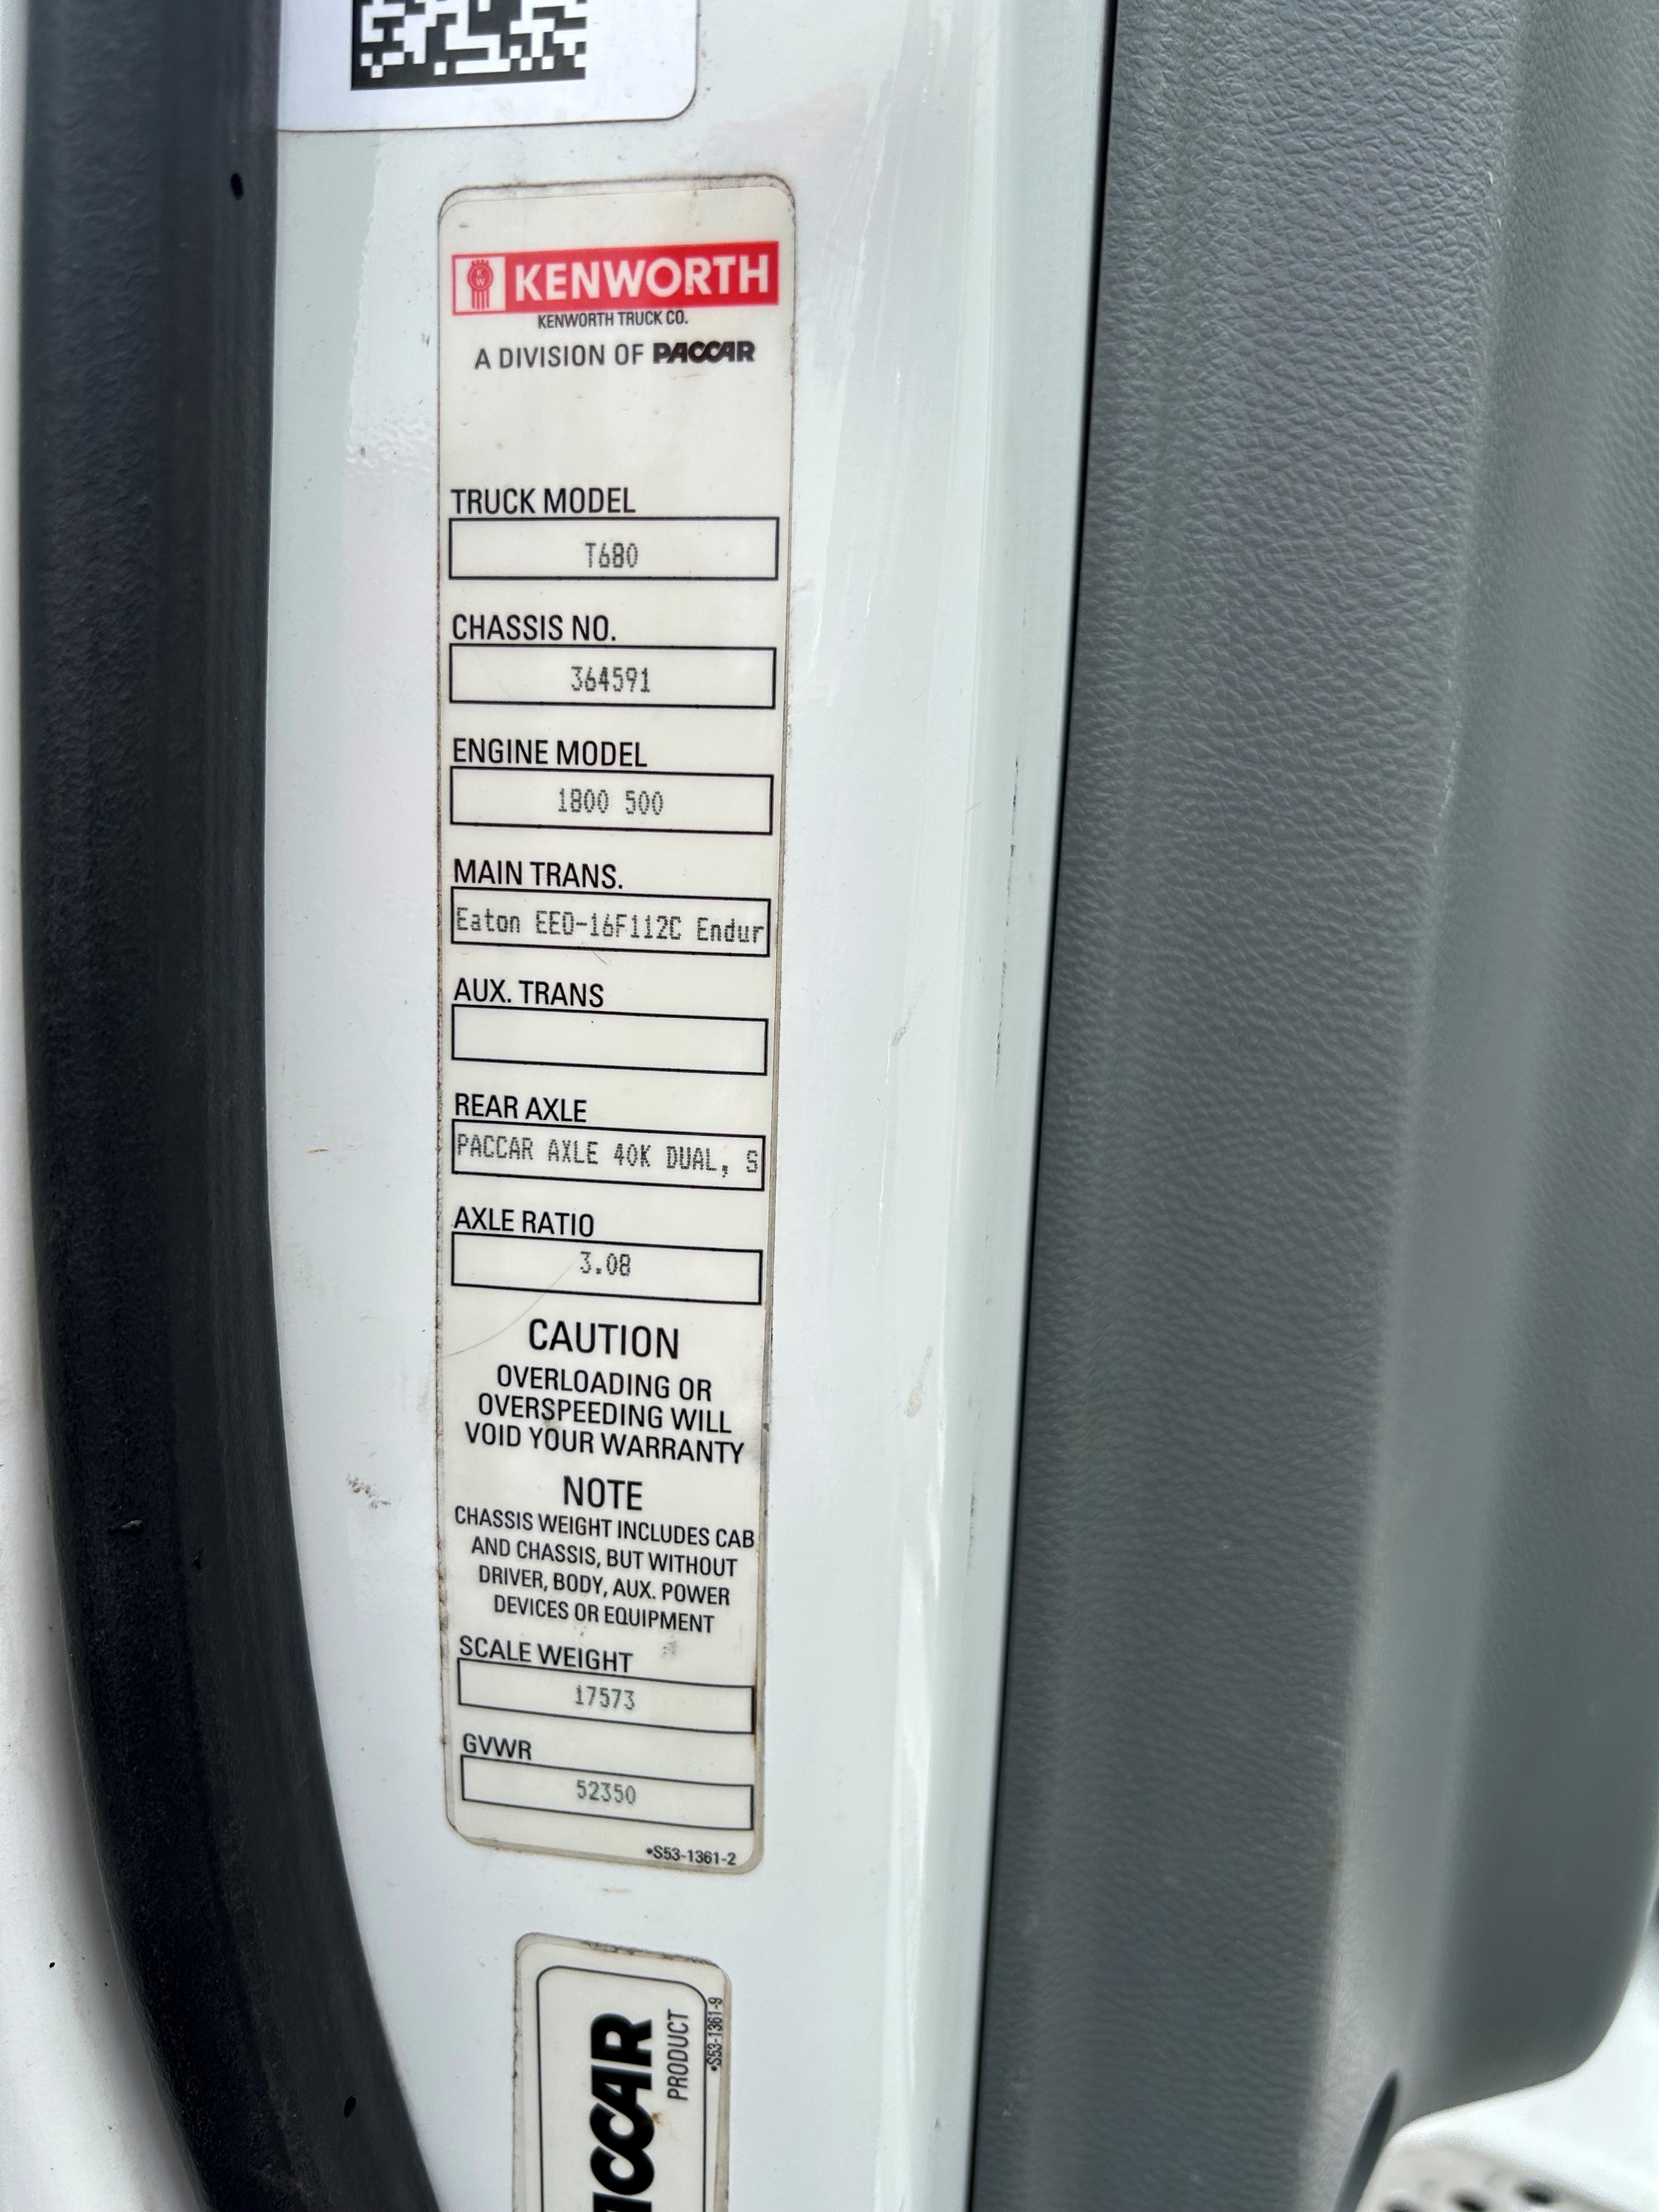 KW KENWORTH
KENWORTH TRUCK CO.
A DIVISION OF PACCAR
TRUCK MODEL
T680
CHASSIS NO.
364591
ENGINE MODEL
1800 500
MAIN TRANS.
Eaton EEO-16F112C Endur
AUX. TRANS
REAR AXLE
PACCAR AXLE 40K DUAL, S
AXLE RATIO
3.08
CAUTION
OVERLOADING OR
OVERSPEEDING WILL
VOID YOUR WARRANTY
NOTE
CHASSIS WEIGHT INCLUDES CAB
AND CHASSIS, BUT WITHOUT
DRIVER, BODY, AUX. POWER
DEVICES OR EQUIPMENT
SCALE WEIGHT
17573
GVWR
52350
*S53-1361-2
ACCAR
PRODUCT
*S53-1361-9